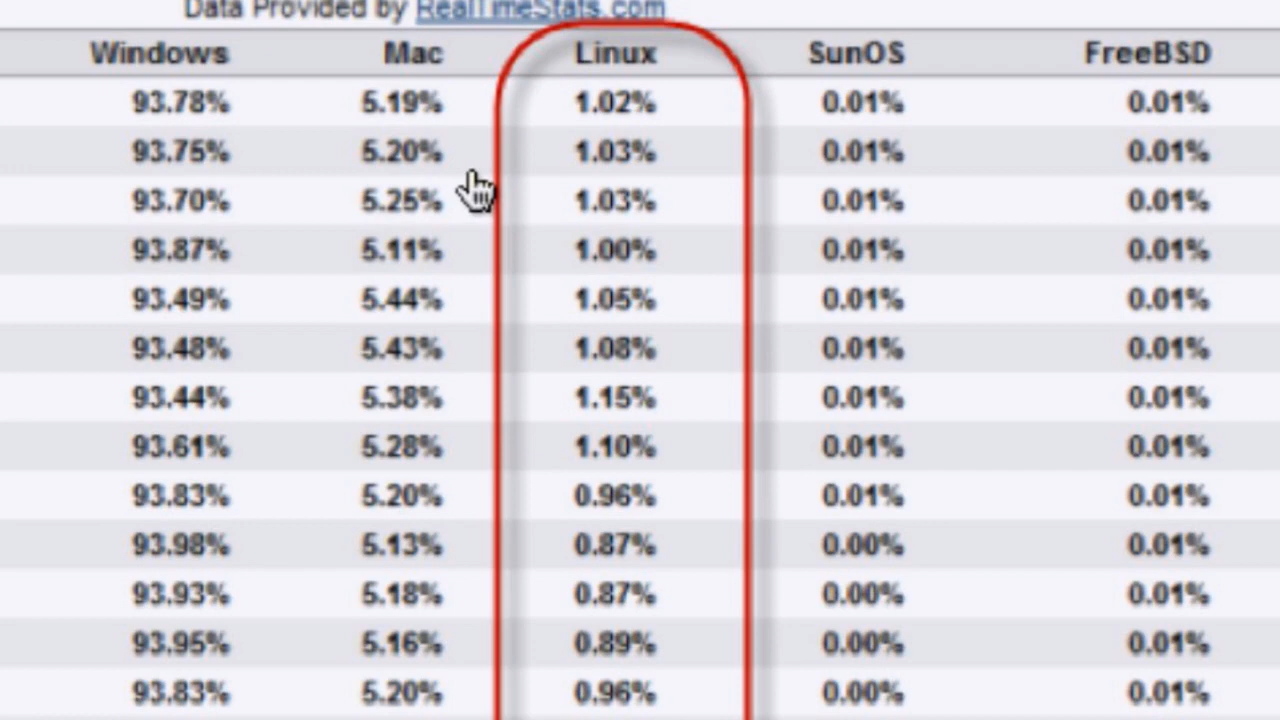 Data Provided by RealTimeStats.com
Windows Mac Linux SunOS FreeBSD
93.78% 5.19% 1.02% 0.01% 0.01%
93.75% 5.20% 1.03% 0.01% 0.01%
93.70% 5.25% 1.03% 0.01% 0.01%
93.87% 5.11% 1.00% 0.01% 0.01%
93.49% 5.44% 1.05% 0.01% 0.01%
93.48% 5.43% 1.08% 0.01% 0.01%
93.44% 5.38% 1.15% 0.01% 0.01%
93.61% 5.28% 1.10% 0.01% 0.01%
93.83% 5.20% 0.96% 0.01% 0.01%
93.98% 5.13% 0.87% 0.00% 0.01%
93.93% 5.18% 0.87% 0.00% 0.01%
93.95% 5.16% 0.89% 0.00% 0.01%
93.83% 5.20% 0.96% 0.00% 0.01%